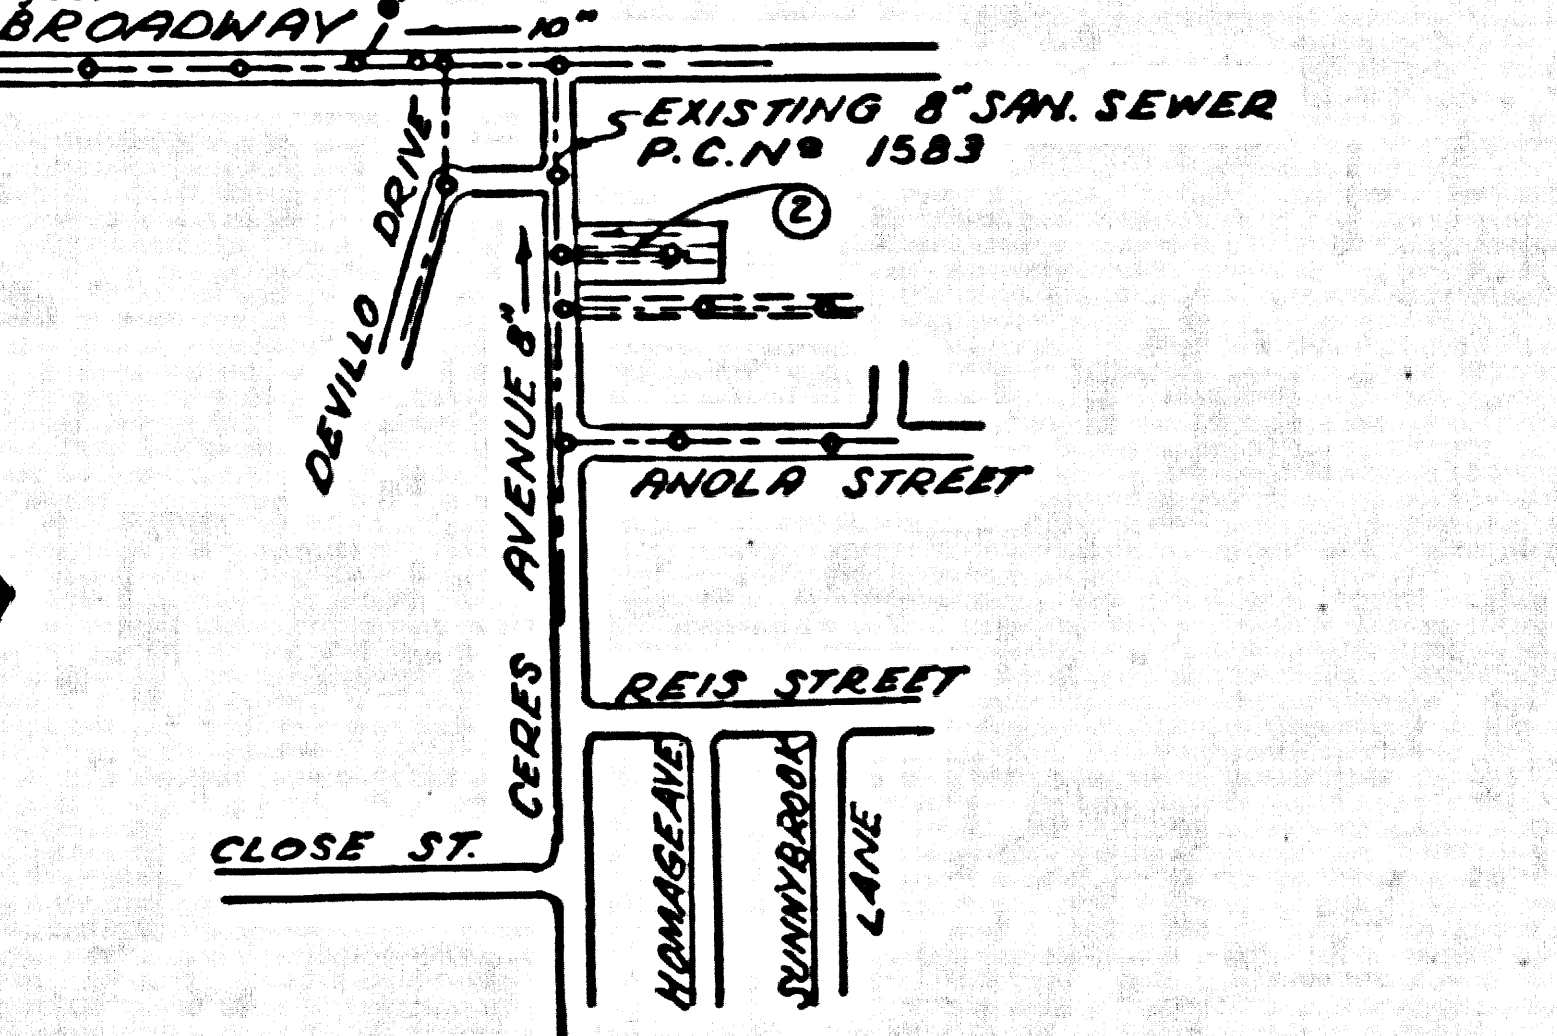 BROADWAY
10"
EXISTING 8" SAN. SEWER
P.C. Nº 1583
2
DEVILLO DRIVE
CERES AVENUE 8"
ANOLA STREET
REIS STREET
HOMAGE AVE.
SUNNYBROOK LANE
CLOSE ST.